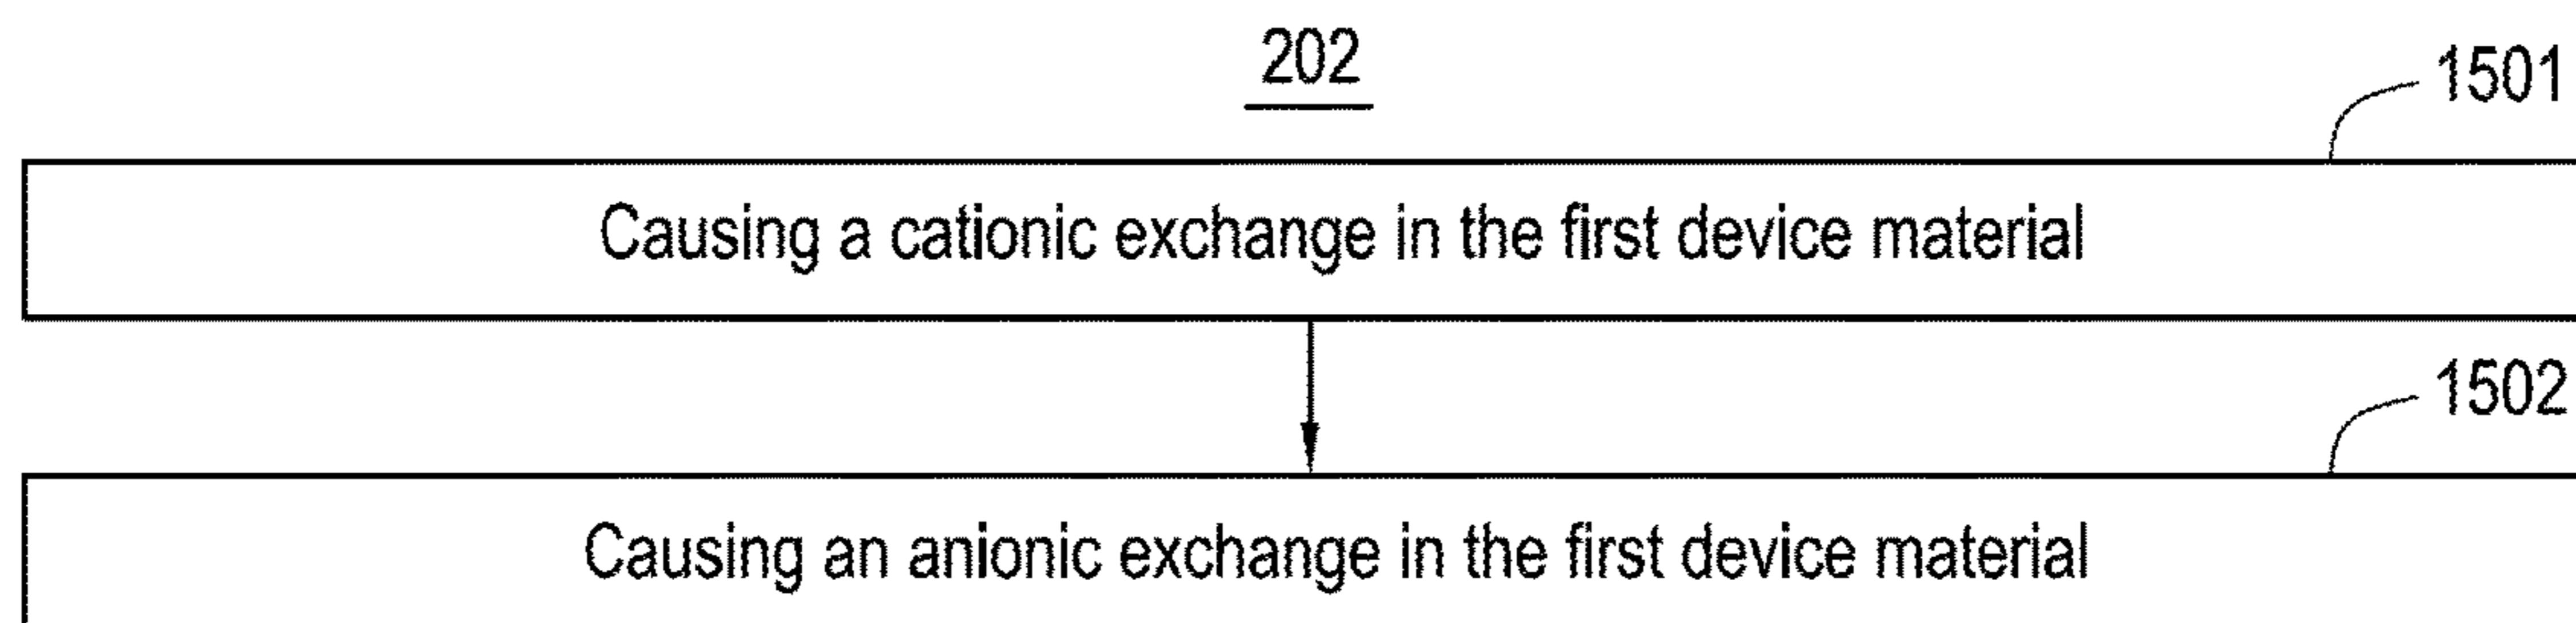 202
1501
Causing a cationic exchange in the first device material
1502
Causing an anionic exchange in the first device material